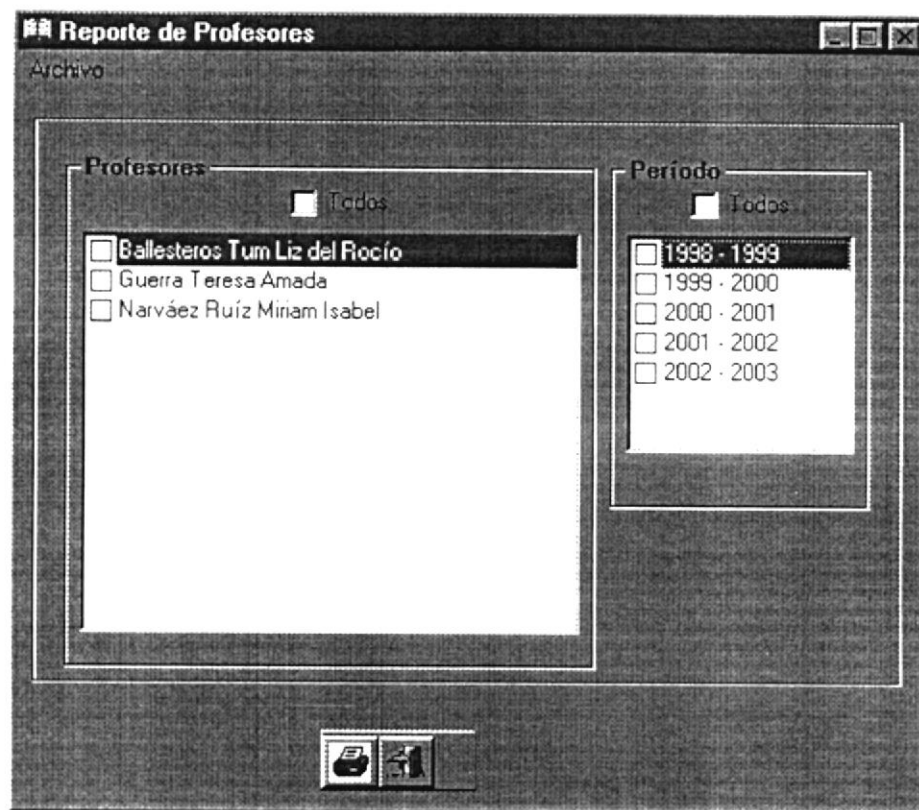 Reporte de Profesores
Archivo
Profesores
Todos
Ballesteros Tum Liz del Rocío
Guerra Teresa Amada
Narváez Ruíz Miriam Isabel
Período
Todos
1998 - 1999
1999 - 2000
2000 - 2001
2001 - 2002
2002 - 2003